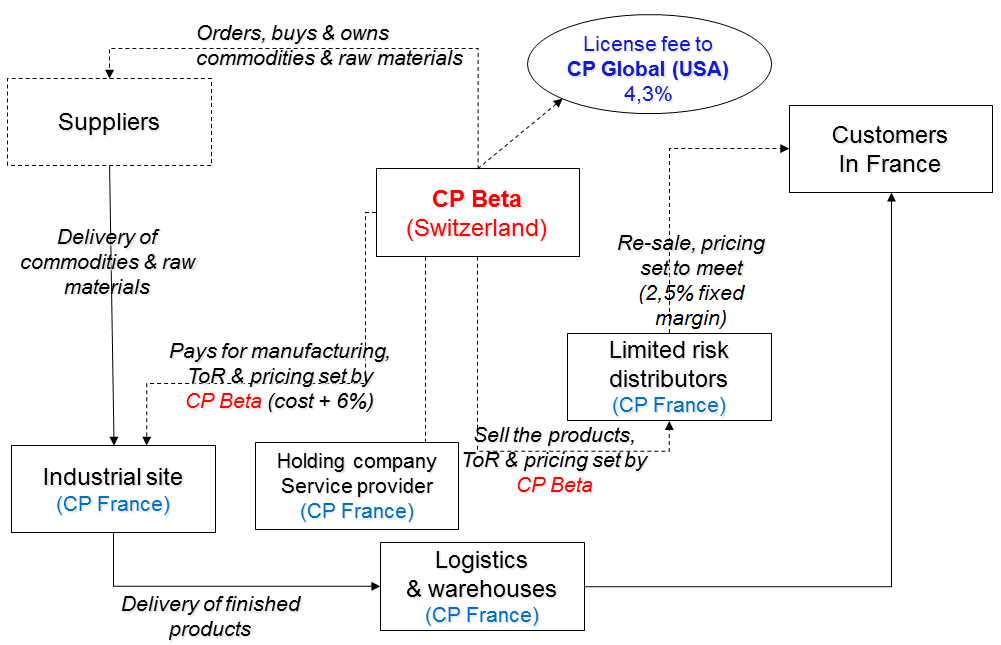 Orders, buys & owns
commodities & raw materials
License fee to
CP Global (USA)
4,3%
Suppliers
Customers
In France
CP Beta
(Switzerland)
Delivery of
commodities & raw
materials
Re-sale, pricing
set to meet
(2,5% fixed
margin)
Pays for manufacturing,
ToR & pricing set by
CP Beta (cost + 6%)
Limited risk
distributors
(CP France)
Sell the products,
ToR & pricing set by
CP Beta
Industrial site
(CP France)
Holding company
Service provider
(CP France)
Logistics
& warehouses
(CP France)
Delivery of finished
products